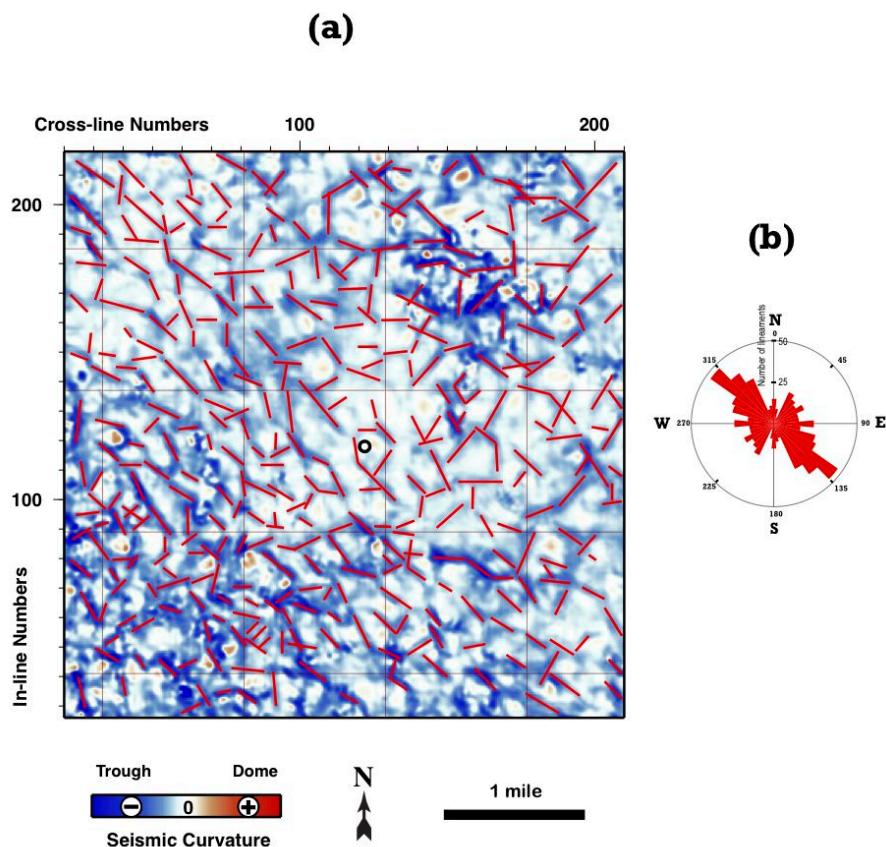 (a)
Cross-line Numbers 100 200
200
100
In-line Numbers
(b)
N
0
50
25
Number of lineaments
315
45
W 270
90 E
225
135
180
S
Trough Dome
− 0 +
Seismic Curvature
N
1 mile